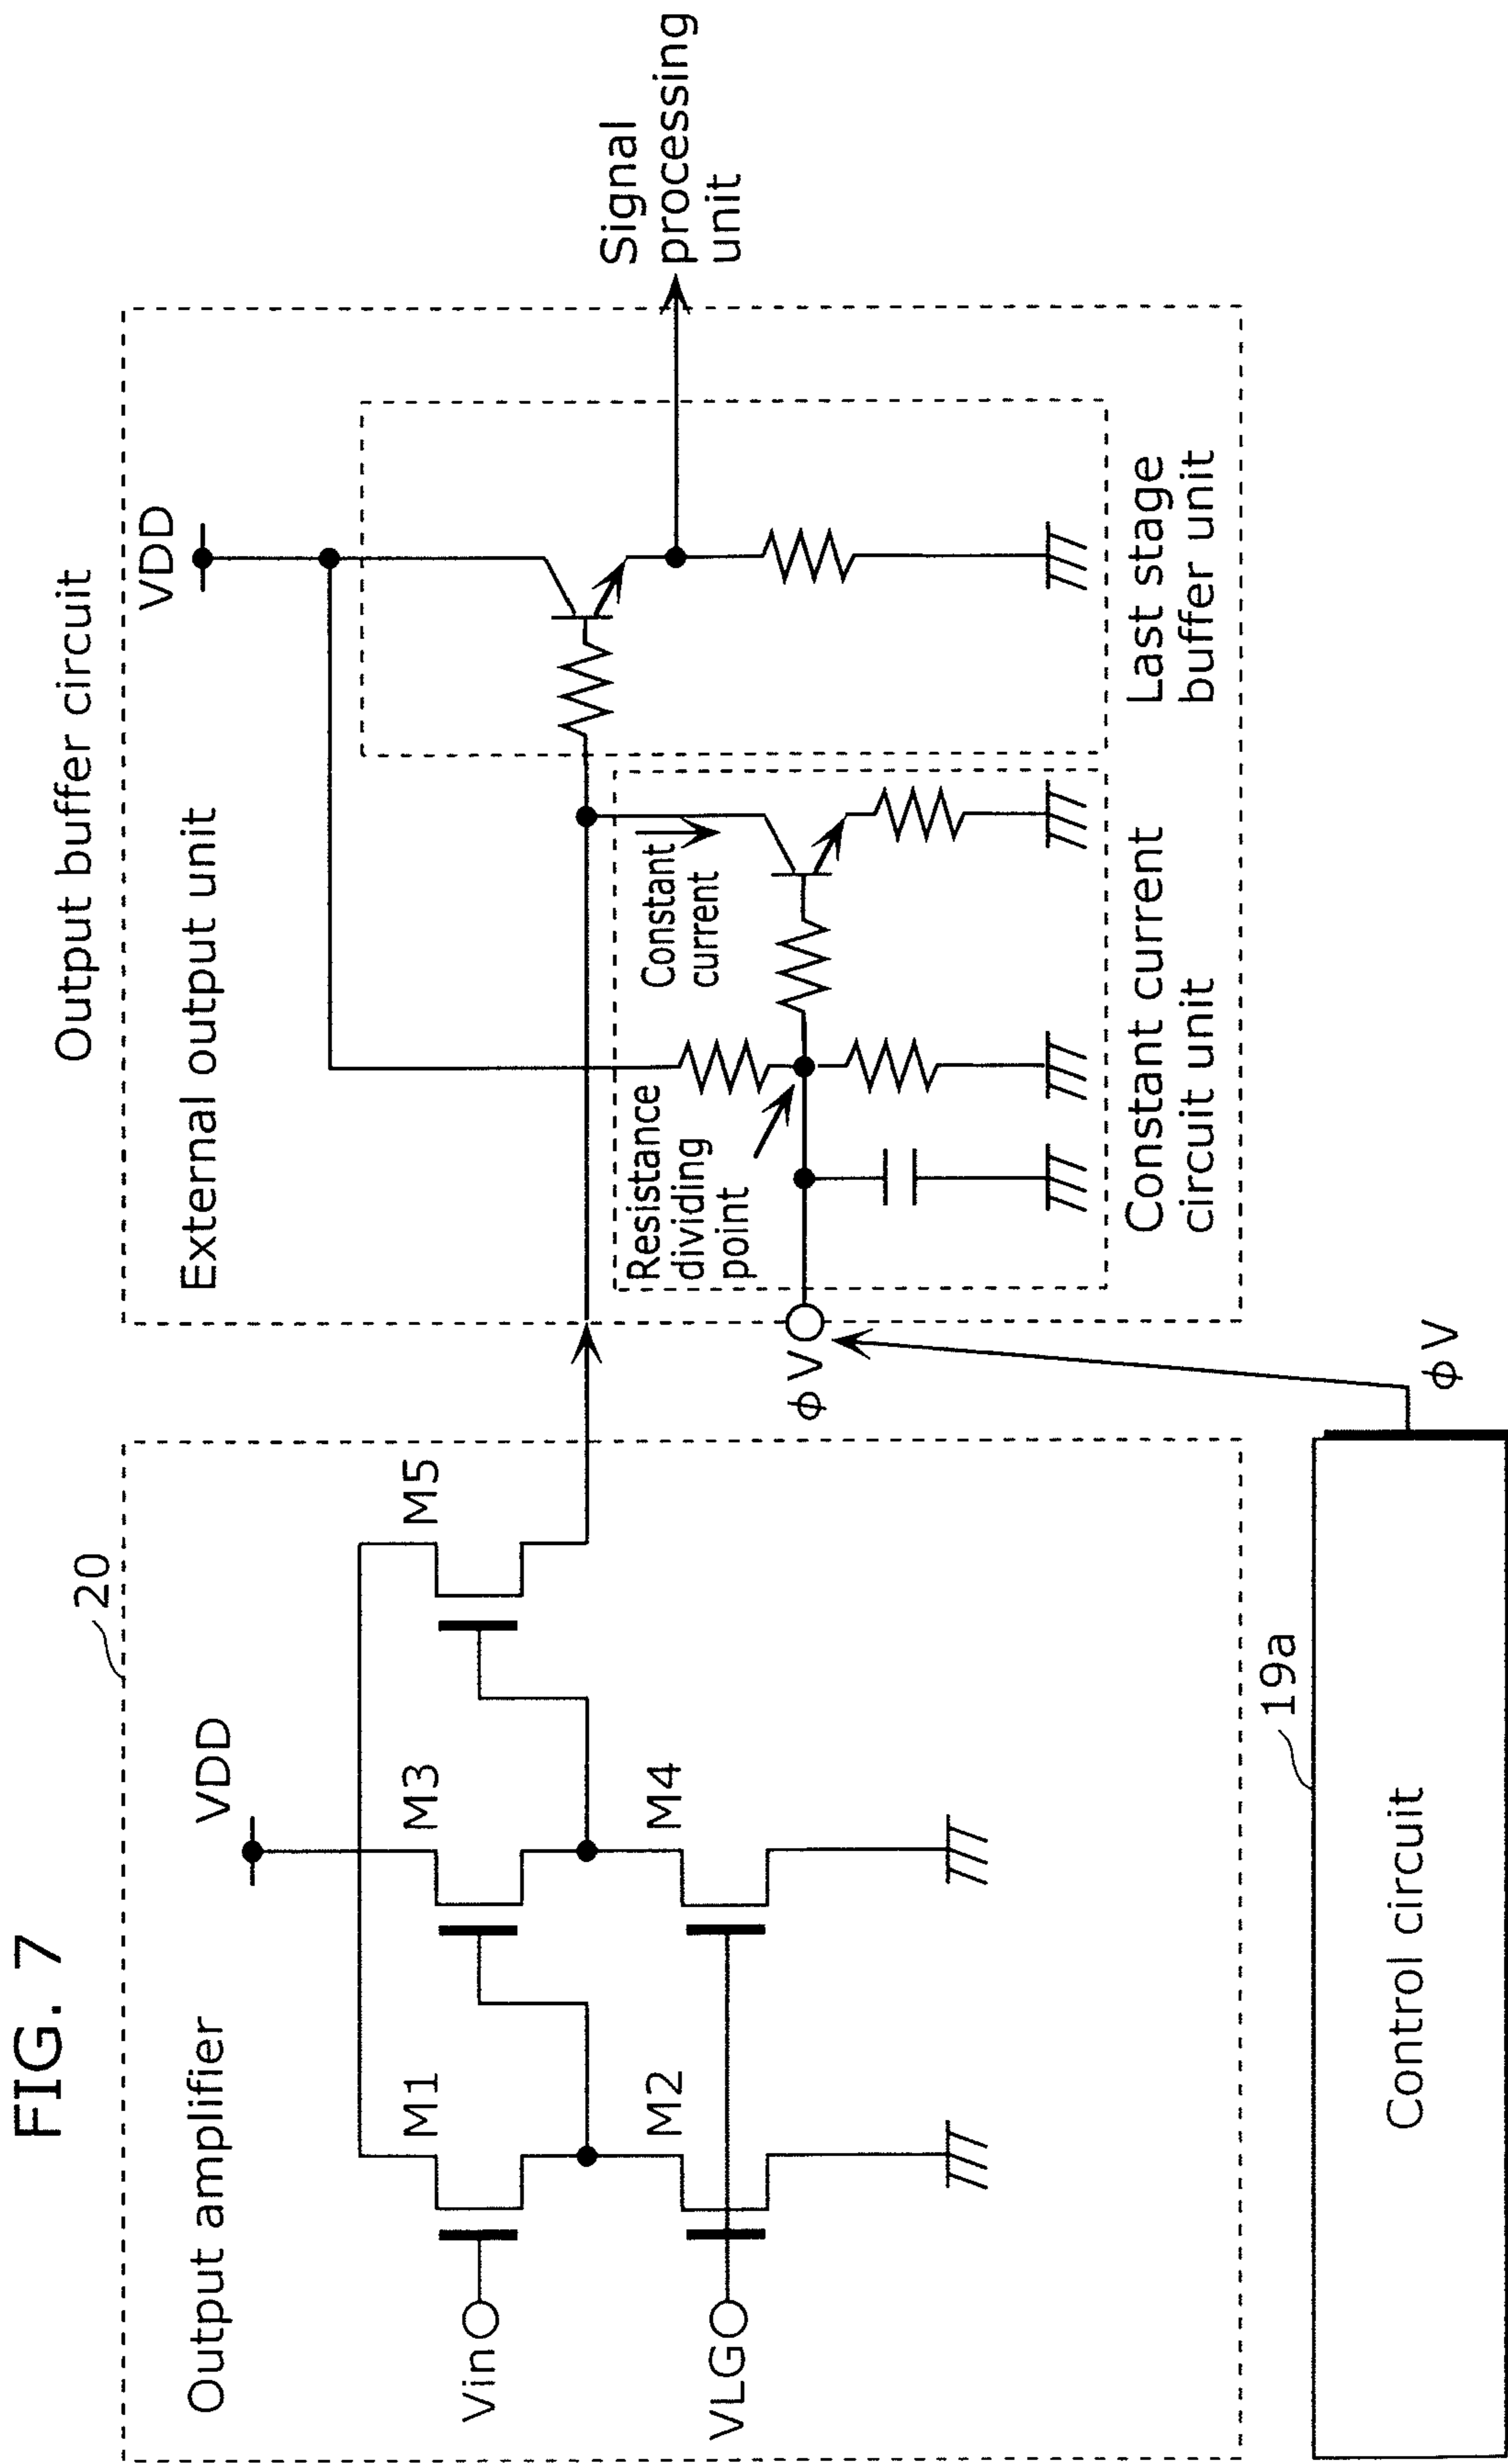 FIG. 7
Output buffer circuit
20
Output amplifier
VDD
M1
M3
M5
Vin
M2
M4
VLG
External output unit
VDD
Signal
processing
unit
Constant
current
Resistance
dividing
point
ϕV
Constant current
circuit unit
Last stage
buffer unit
19a
Control circuit
ϕV